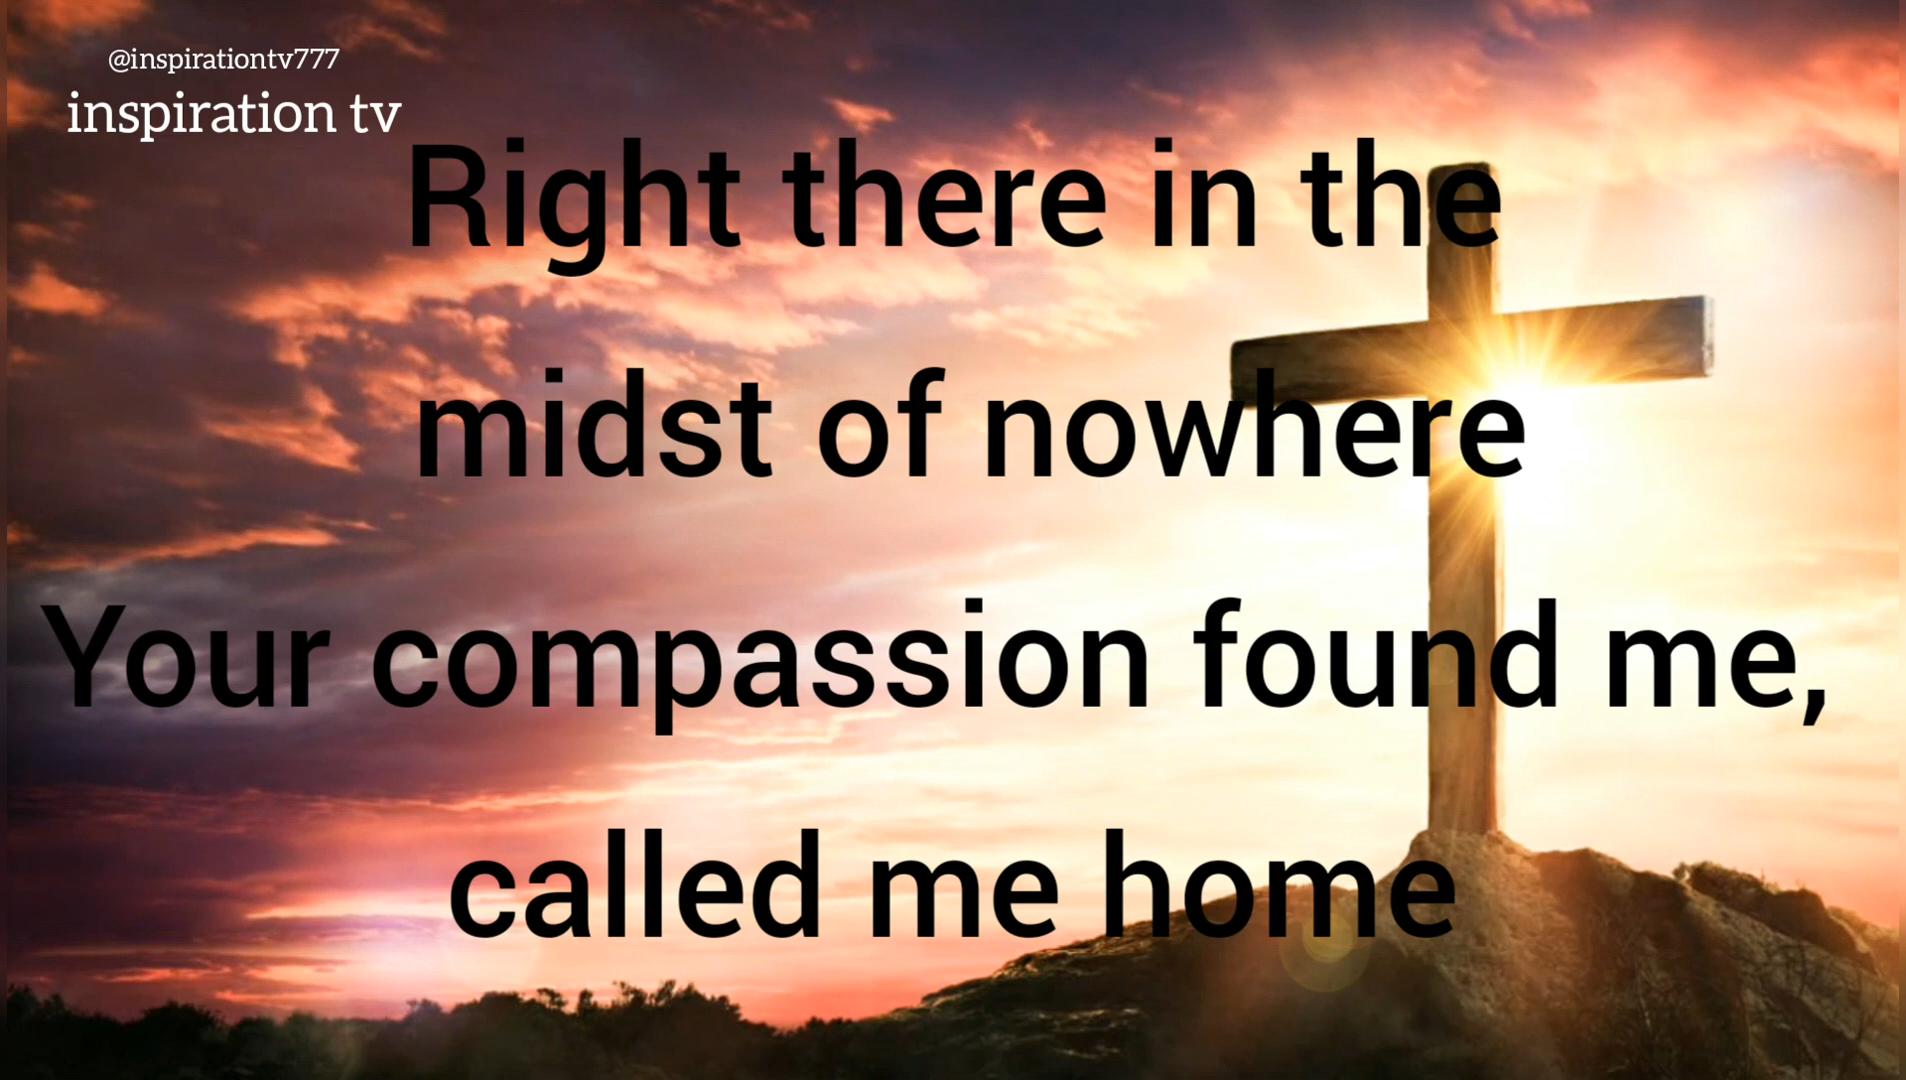 @inspirationtv777
inspiration tv
Right there in the
midst of nowhere
Your compassion found me,
called me home